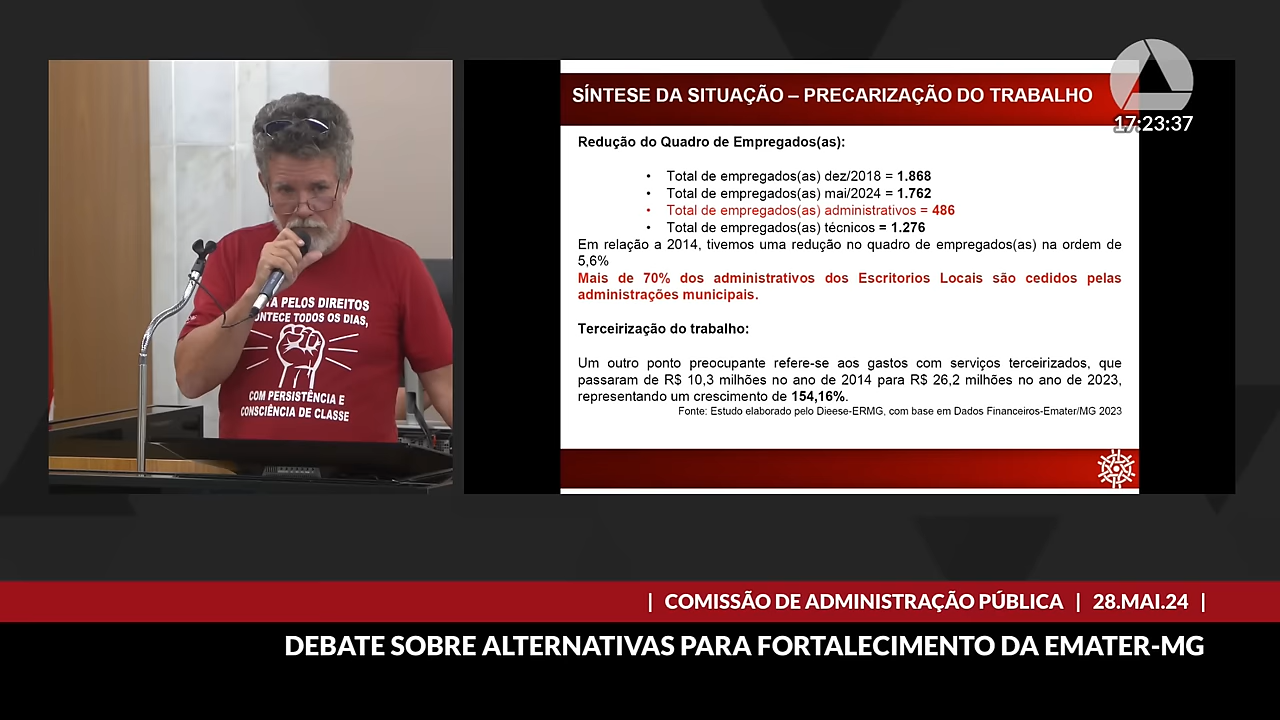 SÍNTESE DA SITUAÇÃO – PRECARIZAÇÃO DO TRABALHO
17:23:37
Redução do Quadro de Empregados(as):
• Total de empregados(as) dez/2018 = 1.868
• Total de empregados(as) mai/2024 = 1.762
• Total de empregados(as) administrativos = 486
• Total de empregados(as) técnicos = 1.276
Em relação a 2014, tivemos uma redução no quadro de empregados(as) na ordem de
5,6%
Mais de 70% dos administrativos dos Escritorios Locais são cedidos pelas
administrações municipais.
Terceirização do trabalho:
Um outro ponto preocupante refere-se aos gastos com serviços terceirizados, que
passaram de R$ 10,3 milhões no ano de 2014 para R$ 26,2 milhões no ano de 2023,
representando um crescimento de 154,16%.
Fonte: Estudo elaborado pelo Dieese-ERMG, com base em Dados Financeiros-Emater/MG 2023
PELOS DIREITOS
TODOS OS DIAS,
COM PERSISTÊNCIA E
CONSCIÊNCIA DE CLASSE
| COMISSÃO DE ADMINISTRAÇÃO PÚBLICA | 28.MAI.24 |
DEBATE SOBRE ALTERNATIVAS PARA FORTALECIMENTO DA EMATER-MG